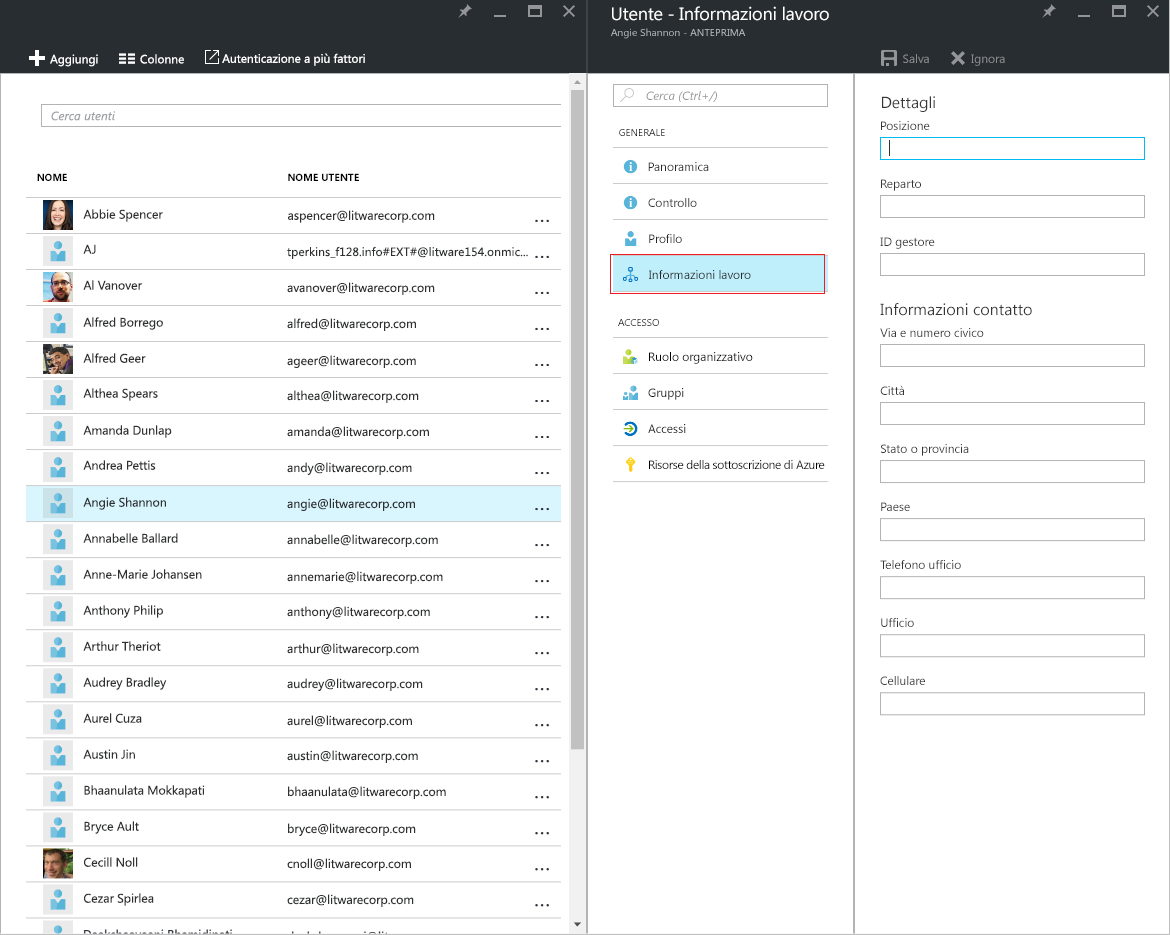 Aggiungi Colonne Autenticazione a più fattori
Cerca utenti
NOME NOME UTENTE
Abbie Spencer aspencer@litwarecorp.com ...
AJ tperkins_f128.info#EXT#@litware154.onmic... ...
Al Vanover avanover@litwarecorp.com ...
Alfred Borrego alfred@litwarecorp.com ...
Alfred Geer ageer@litwarecorp.com ...
Althea Spears althea@litwarecorp.com ...
Amanda Dunlap amanda@litwarecorp.com ...
Andrea Pettis andy@litwarecorp.com ...
Angie Shannon angie@litwarecorp.com ...
Annabelle Ballard annabelle@litwarecorp.com ...
Anne-Marie Johansen annemarie@litwarecorp.com ...
Anthony Philip anthony@litwarecorp.com ...
Arthur Theriot arthur@litwarecorp.com ...
Audrey Bradley audrey@litwarecorp.com ...
Aurel Cuza aurel@litwarecorp.com ...
Austin Jin austin@litwarecorp.com ...
Bhaanulata Mokkapati bhaanulata@litwarecorp.com ...
Bryce Ault bryce@litwarecorp.com ...
Cecill Noll cnoll@litwarecorp.com ...
Cezar Spirlea cezar@litwarecorp.com ...
Utente - Informazioni lavoro
Angie Shannon - ANTEPRIMA
Cerca (Ctrl+/)
GENERALE
Panoramica
Controllo
Profilo
Informazioni lavoro
ACCESSO
Ruolo organizzativo
Gruppi
Accessi
Risorse della sottoscrizione di Azure
Salva Ignora
Dettagli
Posizione
Reparto
ID gestore
Informazioni contatto
Via e numero civico
Città
Stato o provincia
Paese
Telefono ufficio
Ufficio
Cellulare